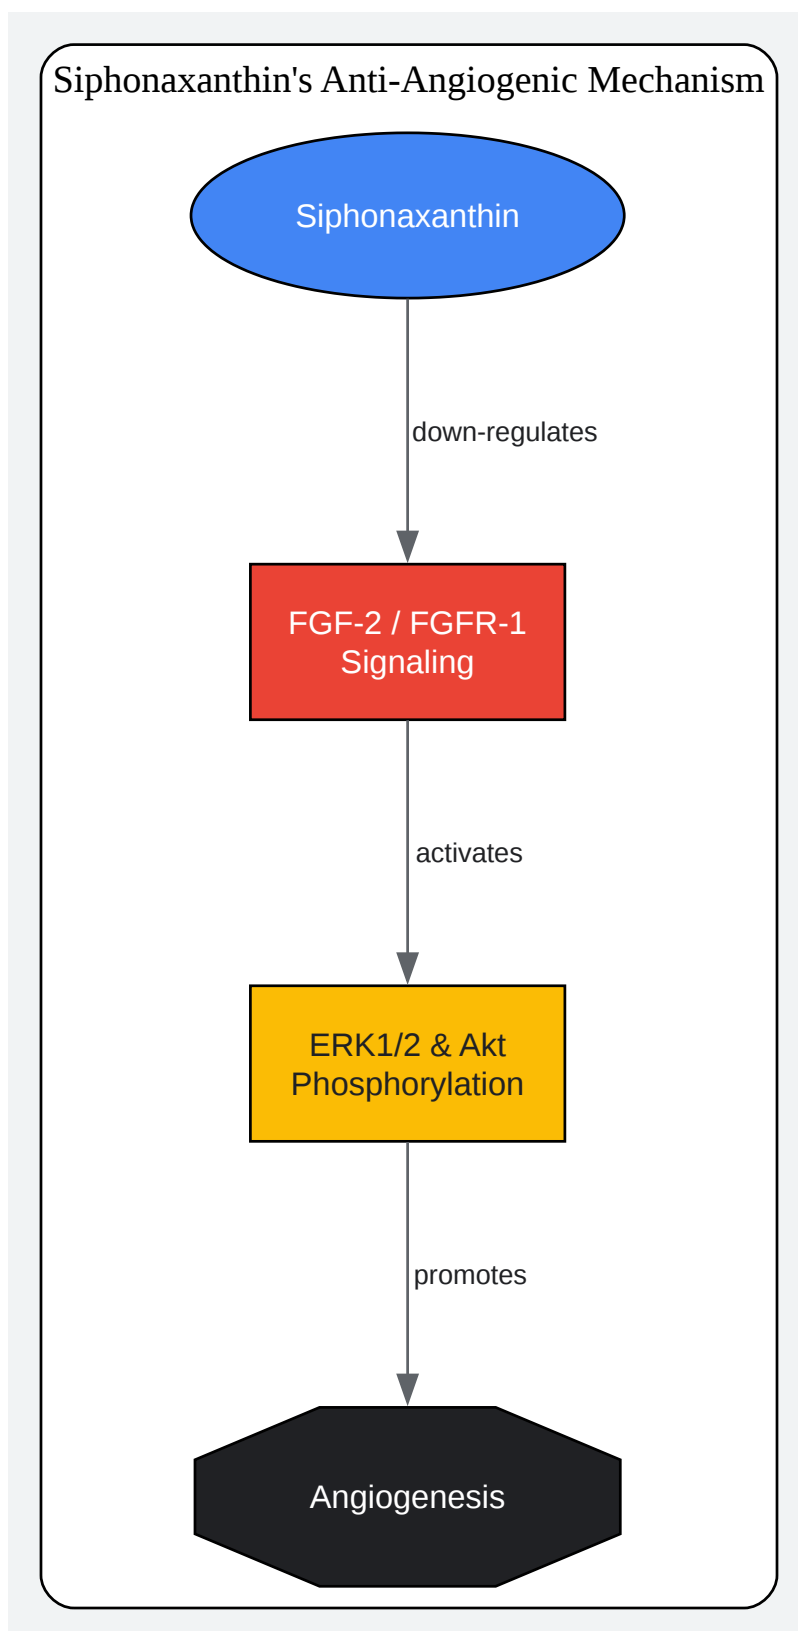 Siphonaxanthin's Anti-Angiogenic Mechanism
Siphonaxanthin
down-regulates
FGF-2 / FGFR-1
Signaling
activates
ERK1/2 & Akt
Phosphorylation
promotes
Angiogenesis